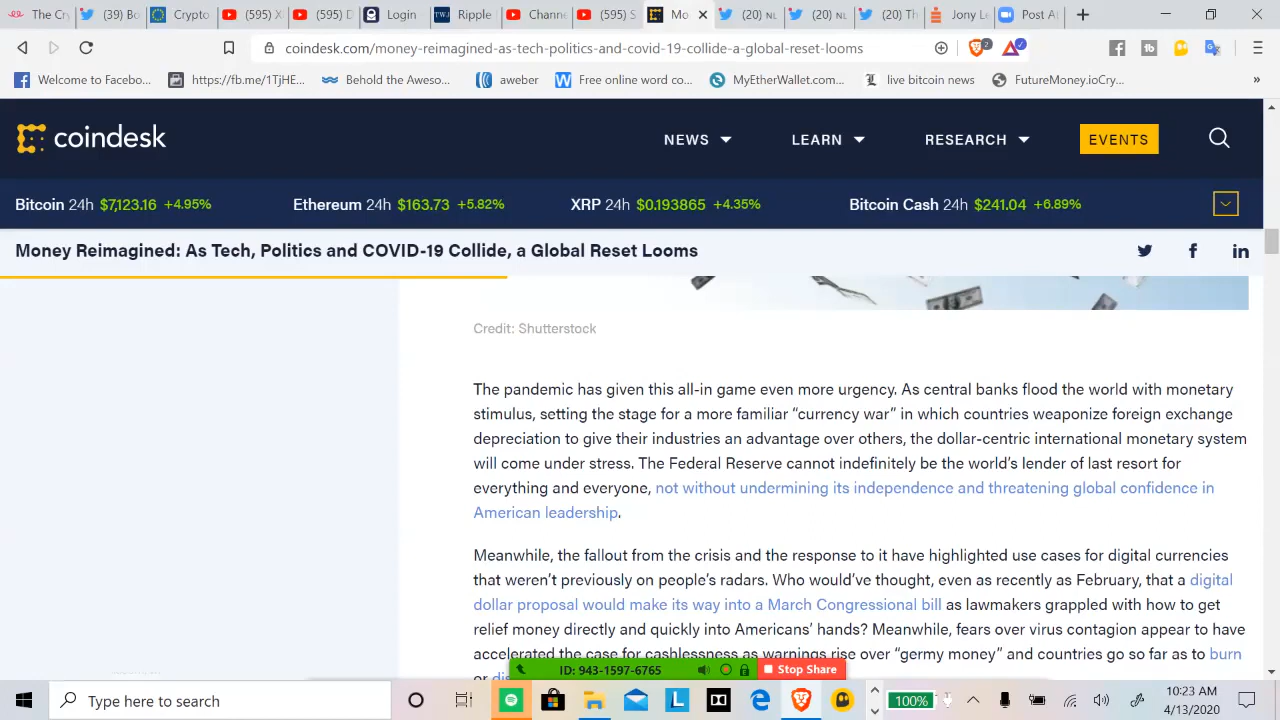 The Cr
(39) Bo
Crypto
(595) X
(595) D
Login
Ripple
Chann
(595) S
Mo
(20) NL
(20) NL
(20) Th
Jony Le
Post At
coindesk.com/money-reimagined-as-tech-politics-and-covid-19-collide-a-global-reset-looms
2
Welcome to Facebo...
https://fb.me/1TjHE...
Behold the Aweso...
aweber
Free online word co...
MyEtherWallet.com...
live bitcoin news
FutureMoney.ioCry...
»
coindesk
NEWS
LEARN
RESEARCH
EVENTS
Bitcoin 24h $7,123.16 +4.95%
Ethereum 24h $163.73 +5.82%
XRP 24h $0.193865 +4.35%
Bitcoin Cash 24h $241.04 +6.89%
Money Reimagined: As Tech, Politics and COVID-19 Collide, a Global Reset Looms
Credit: Shutterstock
The pandemic has given this all-in game even more urgency. As central banks flood the world with monetary
stimulus, setting the stage for a more familiar “currency war” in which countries weaponize foreign exchange
depreciation to give their industries an advantage over others, the dollar-centric international monetary system
will come under stress. The Federal Reserve cannot indefinitely be the world’s lender of last resort for
everything and everyone, not without undermining its independence and threatening global confidence in
American leadership.
Meanwhile, the fallout from the crisis and the response to it have highlighted use cases for digital currencies
that weren’t previously on people’s radars. Who would’ve thought, even as recently as February, that a digital
dollar proposal would make its way into a March Congressional bill as lawmakers grappled with how to get
relief money directly and quickly into Americans’ hands? Meanwhile, fears over virus contagion appear to have
accelerated the case for cashlessness as warnings rise over “germy money” and countries go so far as to burn
or
ID: 943-1597-6765
Stop Share
Type here to search
100%
10:23 AM
4/13/2020